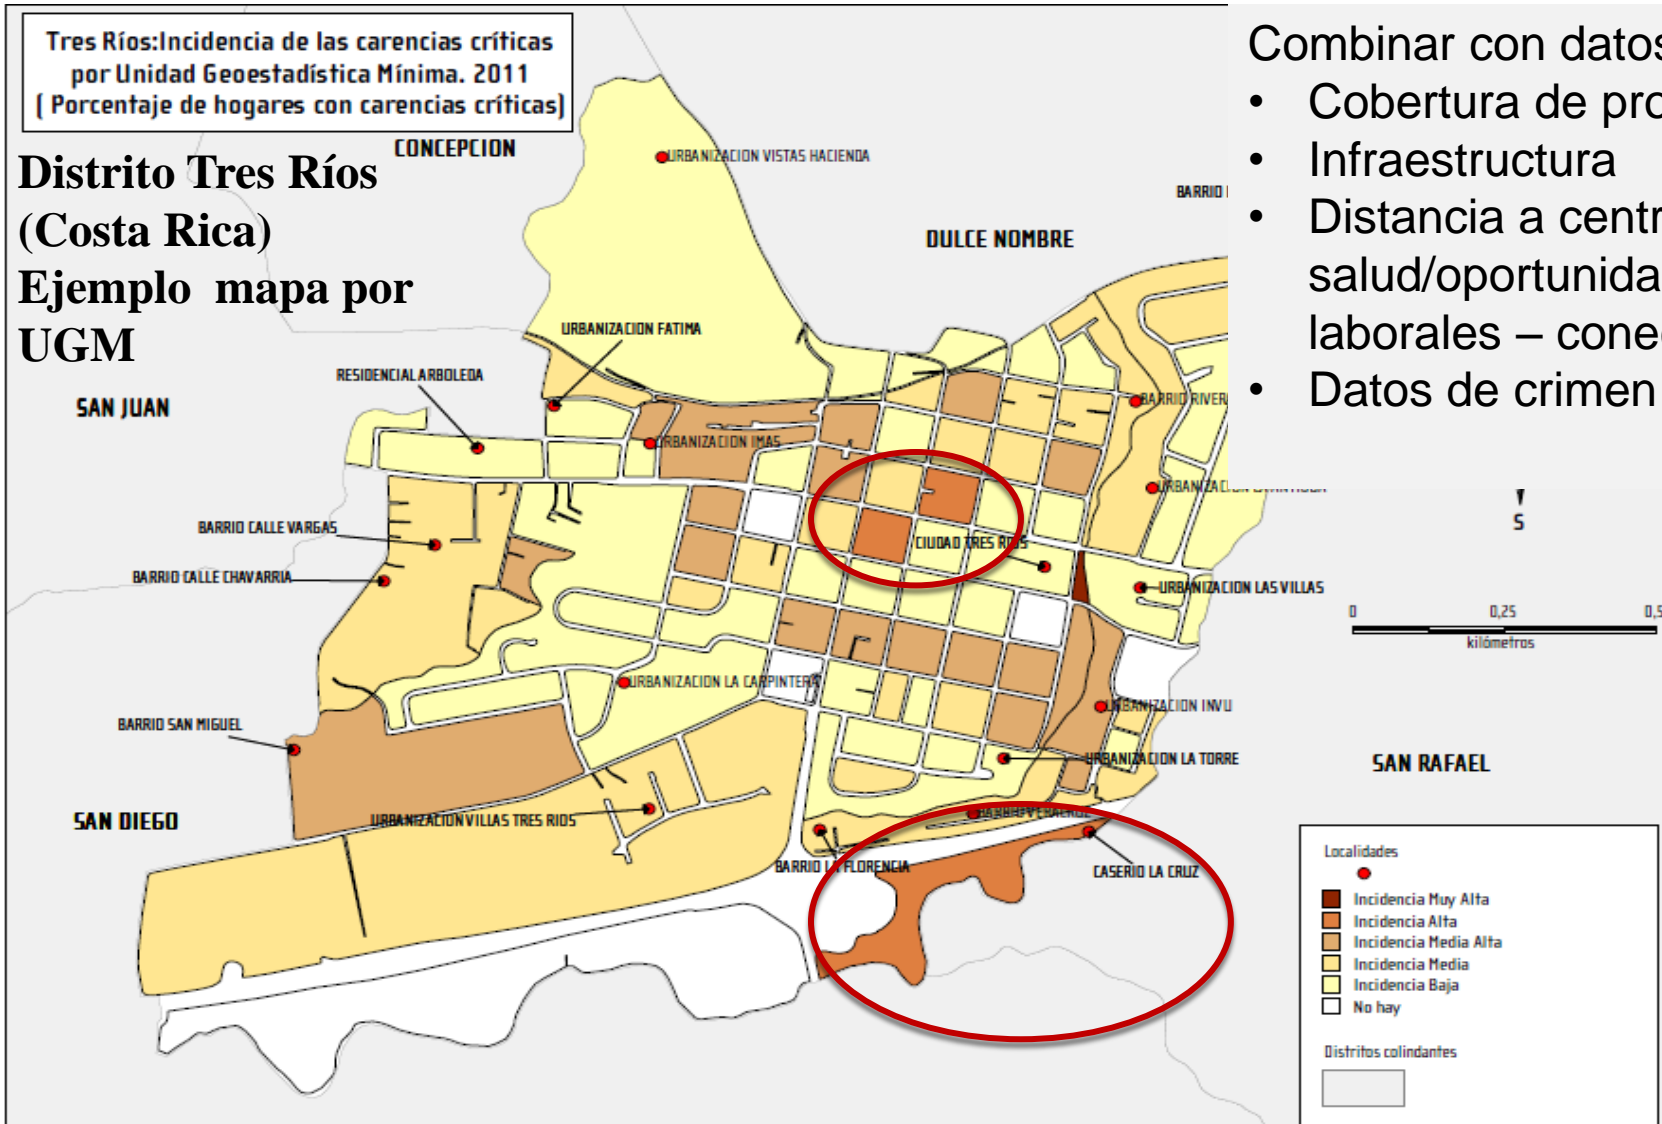 Tres Ríos:Incidencia de las carencias críticas
por Unidad Geoestadística Mínima. 2011
( Porcentaje de hogares con carencias críticas)
Distrito Tres Ríos
(Costa Rica)
Ejemplo mapa por
UGM
Combinar con datos
• Cobertura de
• Infraestructura
• Distancia a
salud/
laborales –
• Datos de crimen
CONCEPCION
URBANIZACION VISTAS HACIENDA
BARRIO
DULCE NOMBRE
URBANIZACION FATIMA
RESIDENCIAL ARBOLEDA
SAN JUAN
BARRIO
URBANIZACION IMAS
BARRIO CALLE VARGAS
S
CIUDAD TRES RIOS
BARRIO CALLE CHAVARRIA
URBANIZACION LAS VILLAS
0 0,25
kilómetros
URBANIZACION LA CARPINTERA
URBANIZACION INVU
BARRIO SAN MIGUEL
URBANIZACION LA TORRE
SAN RAFAEL
SAN DIEGO
URBANIZACION VILLAS TRES RIOS
BARRIO VERACRUZ
BARRIO LA FLORENCIA
CASERIO LA CRUZ
Localidades
Incidencia Muy Alta
Incidencia Alta
Incidencia Media Alta
Incidencia Media
Incidencia Baja
No hay
Distritos colindantes